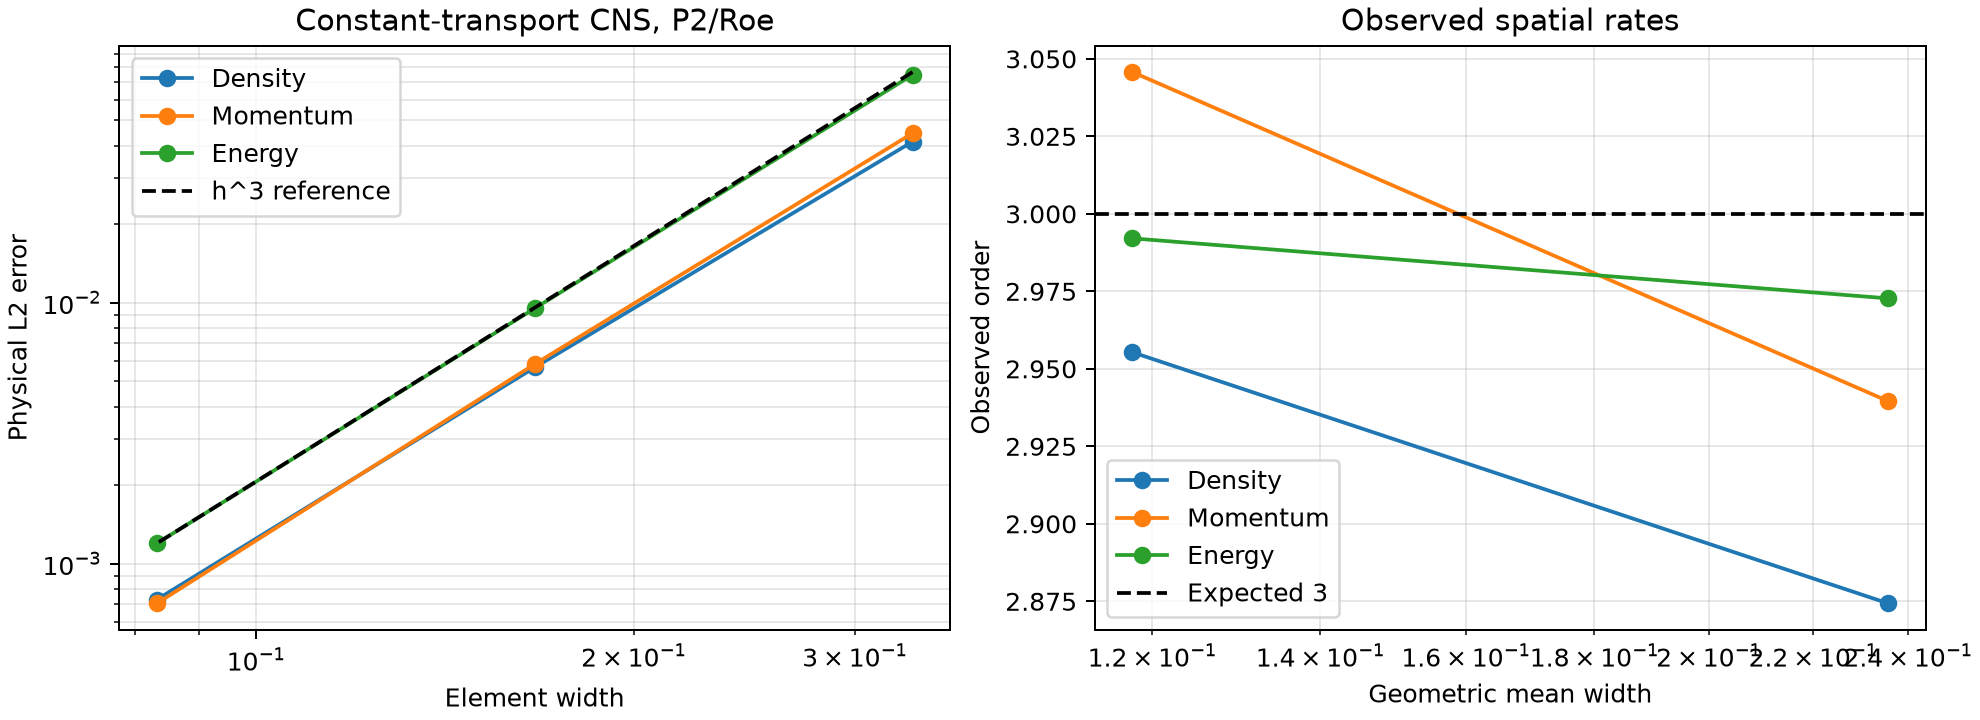 Constant-transport CNS, P2/Roe
Density
Momentum
Energy
h^3 reference
Physical L2 error
10⁻²
10⁻³
10⁻¹
2 × 10⁻¹
3 × 10⁻¹
Element width
Observed spatial rates
3.050
3.025
3.000
2.975
2.950
2.925
2.900
2.875
Observed order
Density
Momentum
Energy
Expected 3
1.2 × 10⁻¹
1.4 × 10⁻¹
1.6 × 10⁻¹
1.8 × 10⁻¹
2 × 10⁻¹
2.2 × 10⁻¹
2.4 × 10⁻¹
Geometric mean width